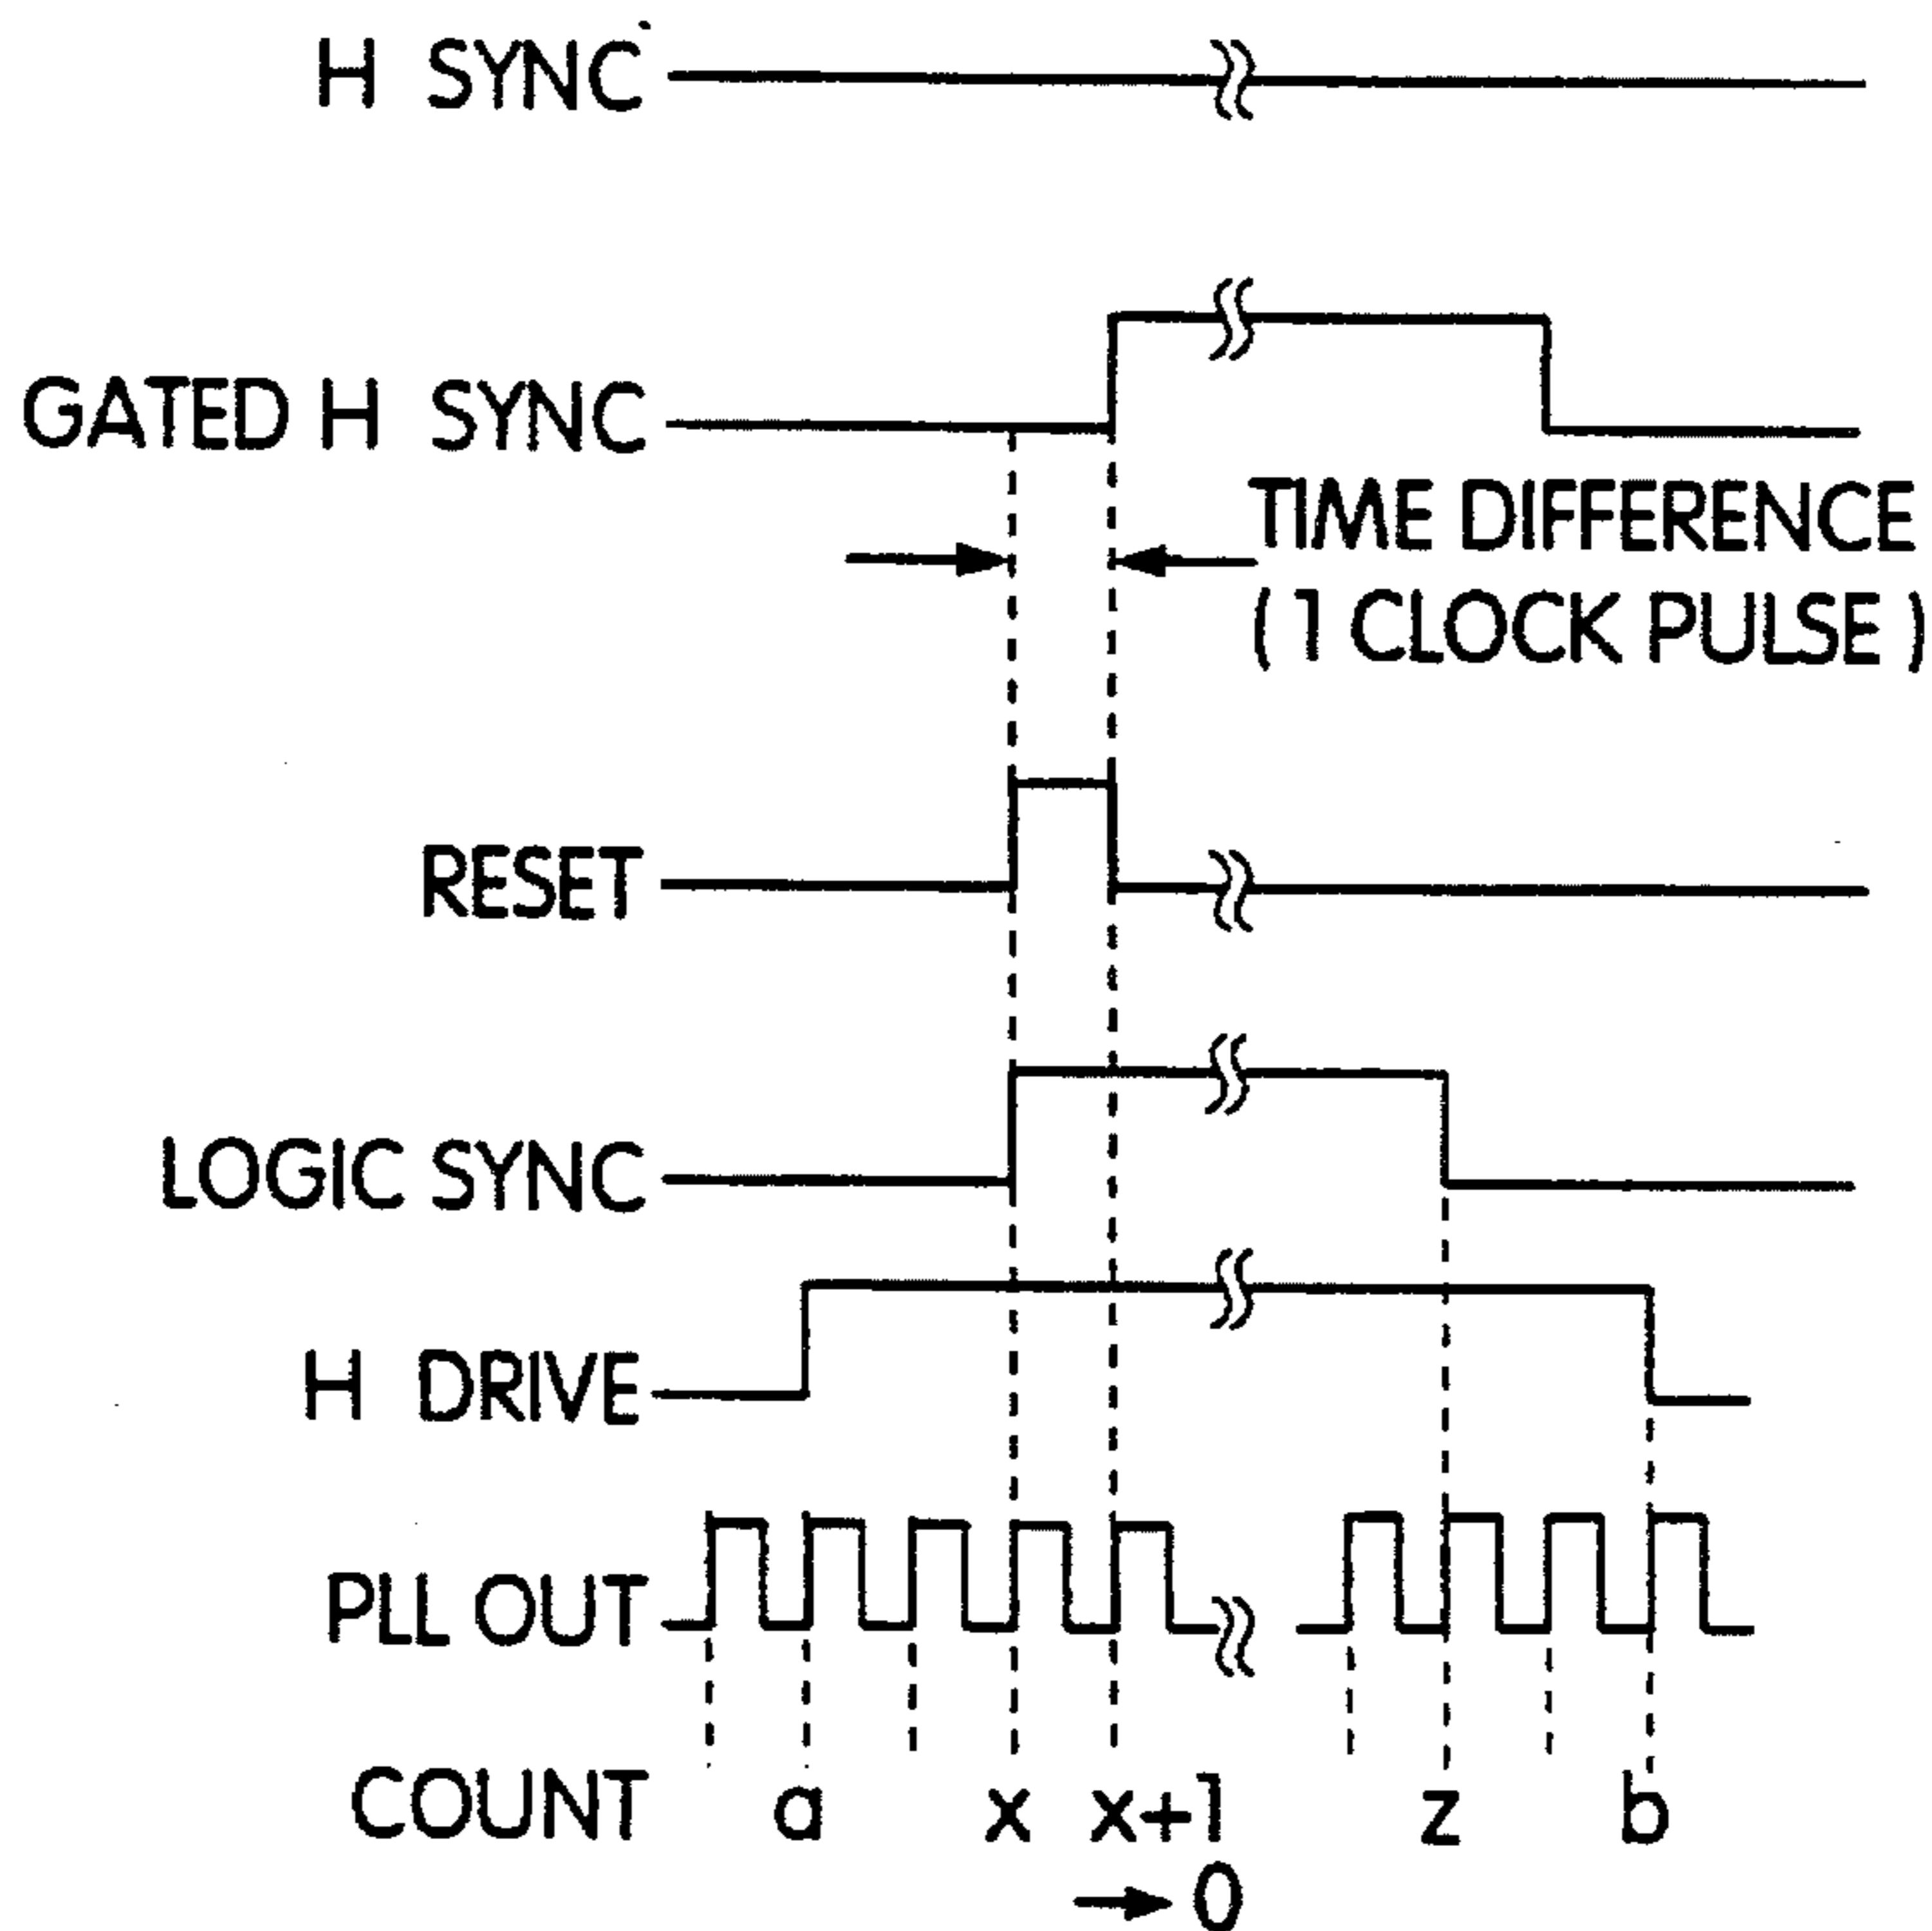 H SYNC
GATED H SYNC
TIME DIFFERENCE
( 1 CLOCK PULSE )
RESET
LOGIC SYNC
H DRIVE
PLL OUT
COUNT a x x+1 z b
→ 0